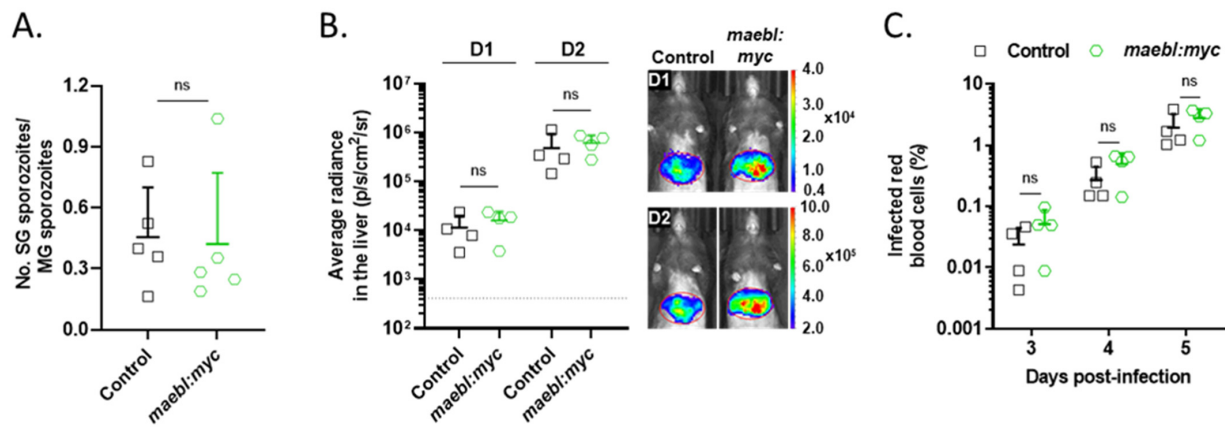 A.
No. SG sporozoites/
MG sporozoites
1.2
0.9
0.6
0.3
0.0
ns
Control
maebl:myc
B.
D1
D2
Average radiance
in the liver (p/s/cm²/sr)
10⁷
10⁶
10⁵
10⁴
10³
10²
ns
ns
Control
maebl:myc
Control
maebl:myc
Control
maebl:
myc
D1
4.0
3.0
x10⁴
2.0
1.0
0.4
D2
10.0
8.0
x10⁵
6.0
4.0
2.0
C.
Control
maebl:myc
Infected red
blood cells (%)
10
1
0.1
0.01
0.001
ns
ns
ns
3
4
5
Days post-infection